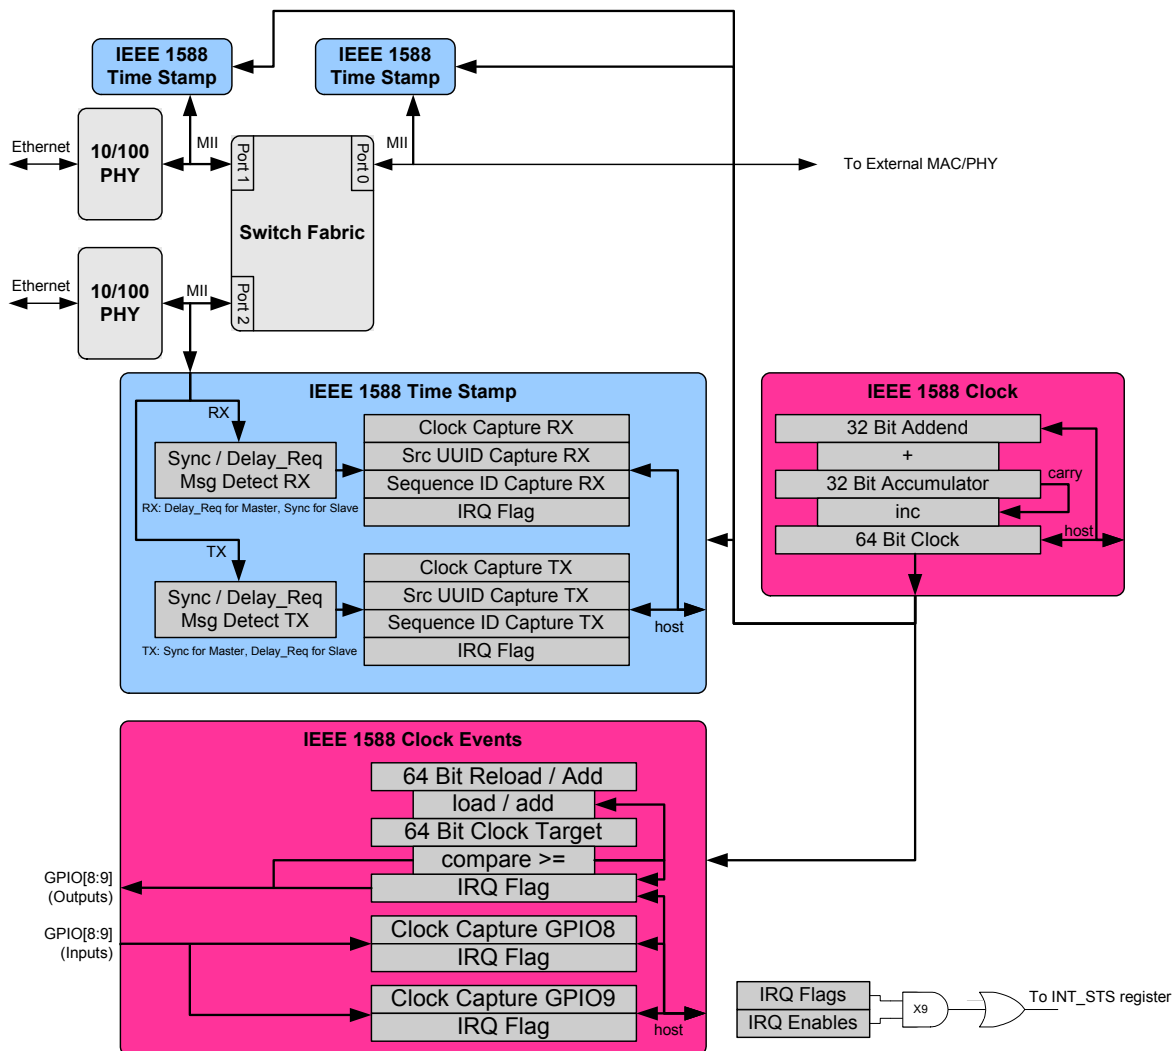 IEEE 1588
Time Stamp
IEEE 1588
Time Stamp
Ethernet
10/100
PHY
MII
Port 1
Port 0
MII
To External MAC/PHY
Switch Fabric
Ethernet
10/100
PHY
MII
Port 2
IEEE 1588 Time Stamp
RX
Sync / Delay_Req
Msg Detect RX
RX: Delay_Req for Master, Sync for Slave
Clock Capture RX
Src UUID Capture RX
Sequence ID Capture RX
IRQ Flag
TX
Sync / Delay_Req
Msg Detect TX
TX: Sync for Master, Delay_Req for Slave
Clock Capture TX
Src UUID Capture TX
Sequence ID Capture TX
IRQ Flag
host
IEEE 1588 Clock
32 Bit Addend
+
carry
32 Bit Accumulator
inc
host
64 Bit Clock
IEEE 1588 Clock Events
64 Bit Reload / Add
load / add
64 Bit Clock Target
compare >=
IRQ Flag
GPIO[8:9]
(Outputs)
GPIO[8:9]
(Inputs)
Clock Capture GPIO8
IRQ Flag
Clock Capture GPIO9
IRQ Flag
host
IRQ Flags
IRQ Enables
X9
To INT_STS register